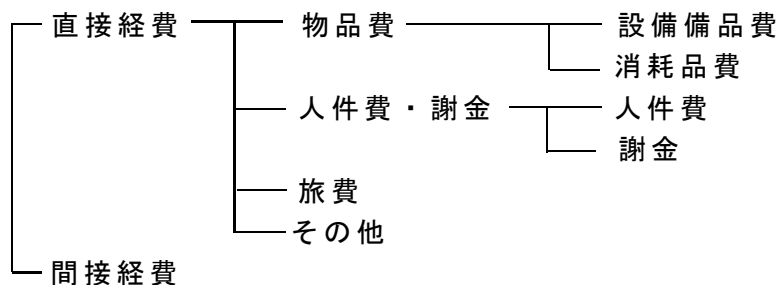 直接経費 物品費 設備備品費
消耗品費
人件費・謝金 人件費
謝金
旅費
その他
間接経費